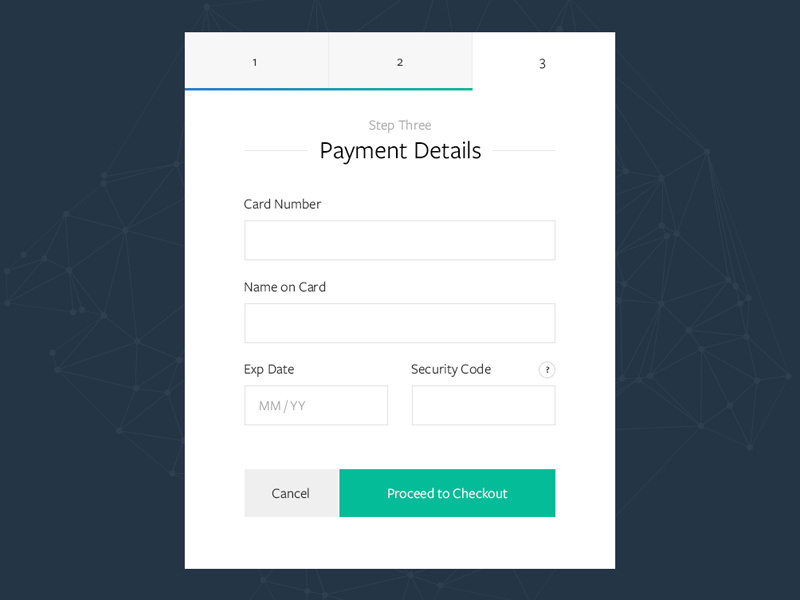 1 2 3
Step Three
Payment Details
Card Number
Name on Card
Exp Date Security Code ?
MM / YY
Cancel Proceed to Checkout